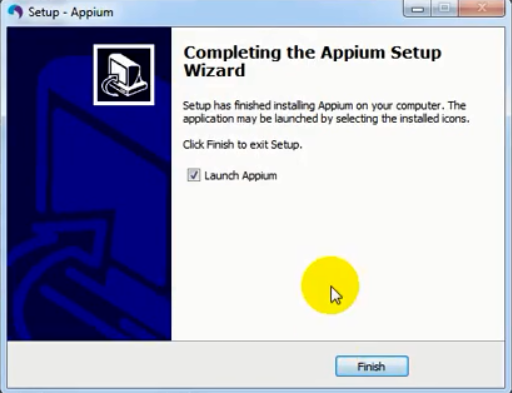 Setup - Appium
Completing the Appium Setup
Wizard
Setup has finished installing Appium on your computer. The
application may be launched by selecting the installed icons.
Click Finish to exit Setup.
Launch Appium
Finish